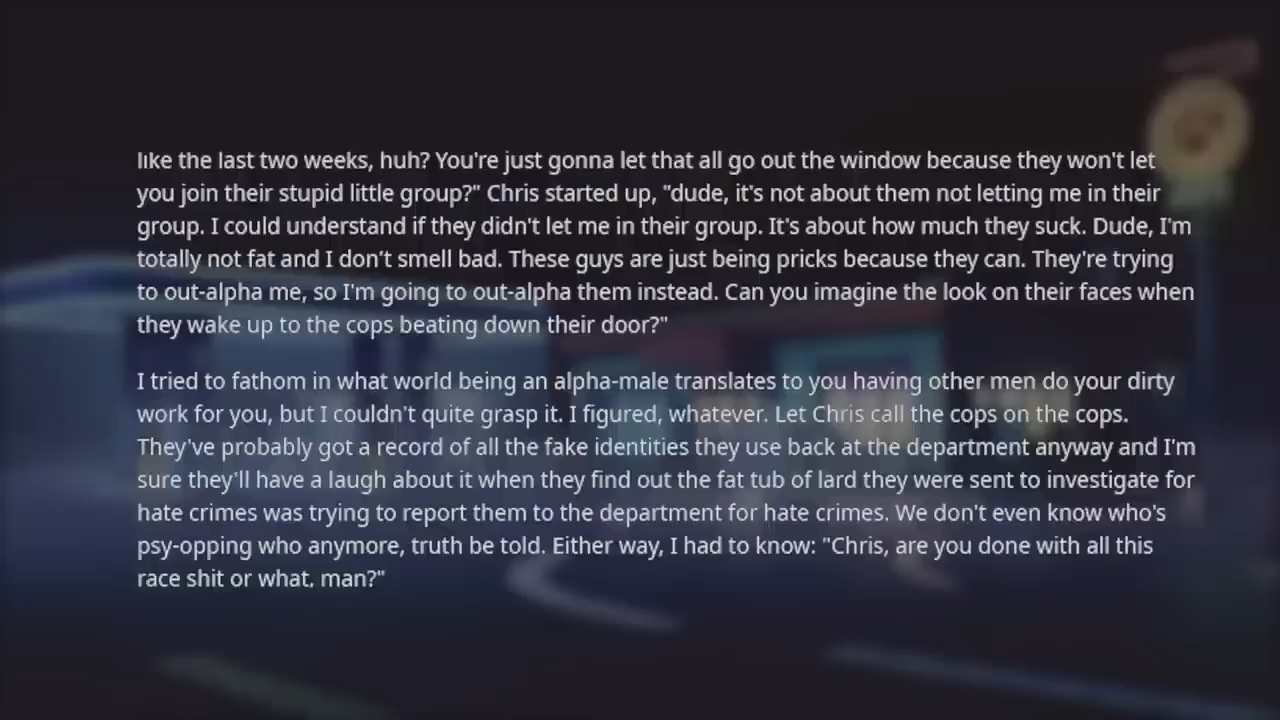 like the last two weeks, huh? You're just gonna let that all go out the window because they won't let
you join their stupid little group?" Chris started up, "dude, it's not about them not letting me in their
group. I could understand if they didn't let me in their group. It's about how much they suck. Dude, I'm
totally not fat and I don't smell bad. These guys are just being pricks because they can. They're trying
to out-alpha me, so I'm going to out-alpha them instead. Can you imagine the look on their faces when
they wake up to the cops beating down their door?"
I tried to fathom in what world being an alpha-male translates to you having other men do your dirty
work for you, but I couldn't quite grasp it. I figured, whatever. Let Chris call the cops on the cops.
They've probably got a record of all the fake identities they use back at the department anyway and I'm
sure they'll have a laugh about it when they find out the fat tub of lard they were sent to investigate for
hate crimes was trying to report them to the department for hate crimes. We don't even know who's
psy-opping who anymore, truth be told. Either way, I had to know: "Chris, are you done with all this
race shit or what, man?"